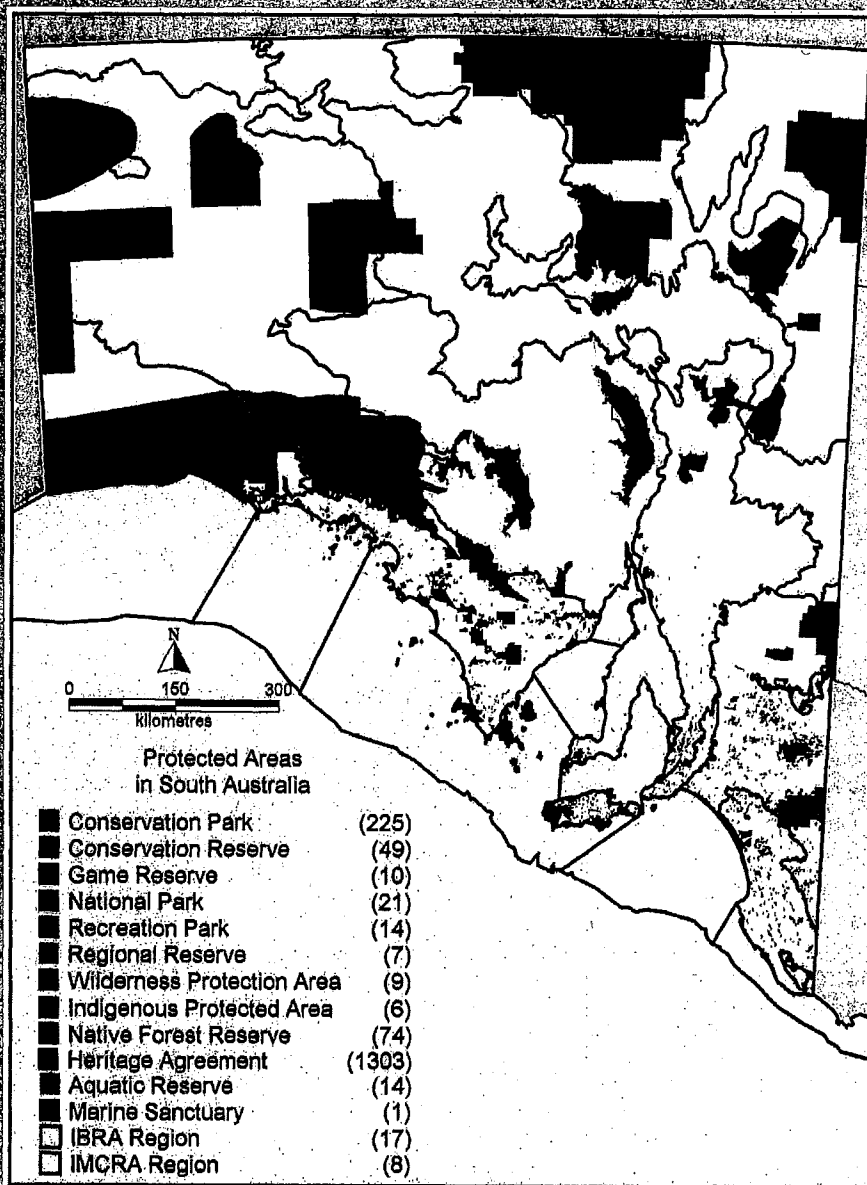 N
0 150 300
kilometres
Protected Areas
in South Australia
Conservation Park (225)
Conservation Reserve (49)
Game Reserve (10)
National Park (21)
Recreation Park (14)
Regional Reserve (7)
Wilderness Protection Area (9)
Indigenous Protected Area (6)
Native Forest Reserve (74)
Heritage Agreement (1303)
Aquatic Reserve (14)
Marine Sanctuary (1)
IBRA Region (17)
IMCRA Region (8)